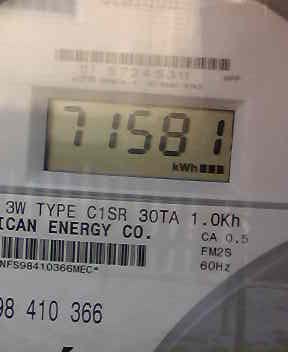 71581
kWh
3W TYPE C1SR 30TA 1.0Kh
ICAN ENERGY CO.
CA 0.5
FM2S
NFS98410366MEC*
60Hz
98 410 366